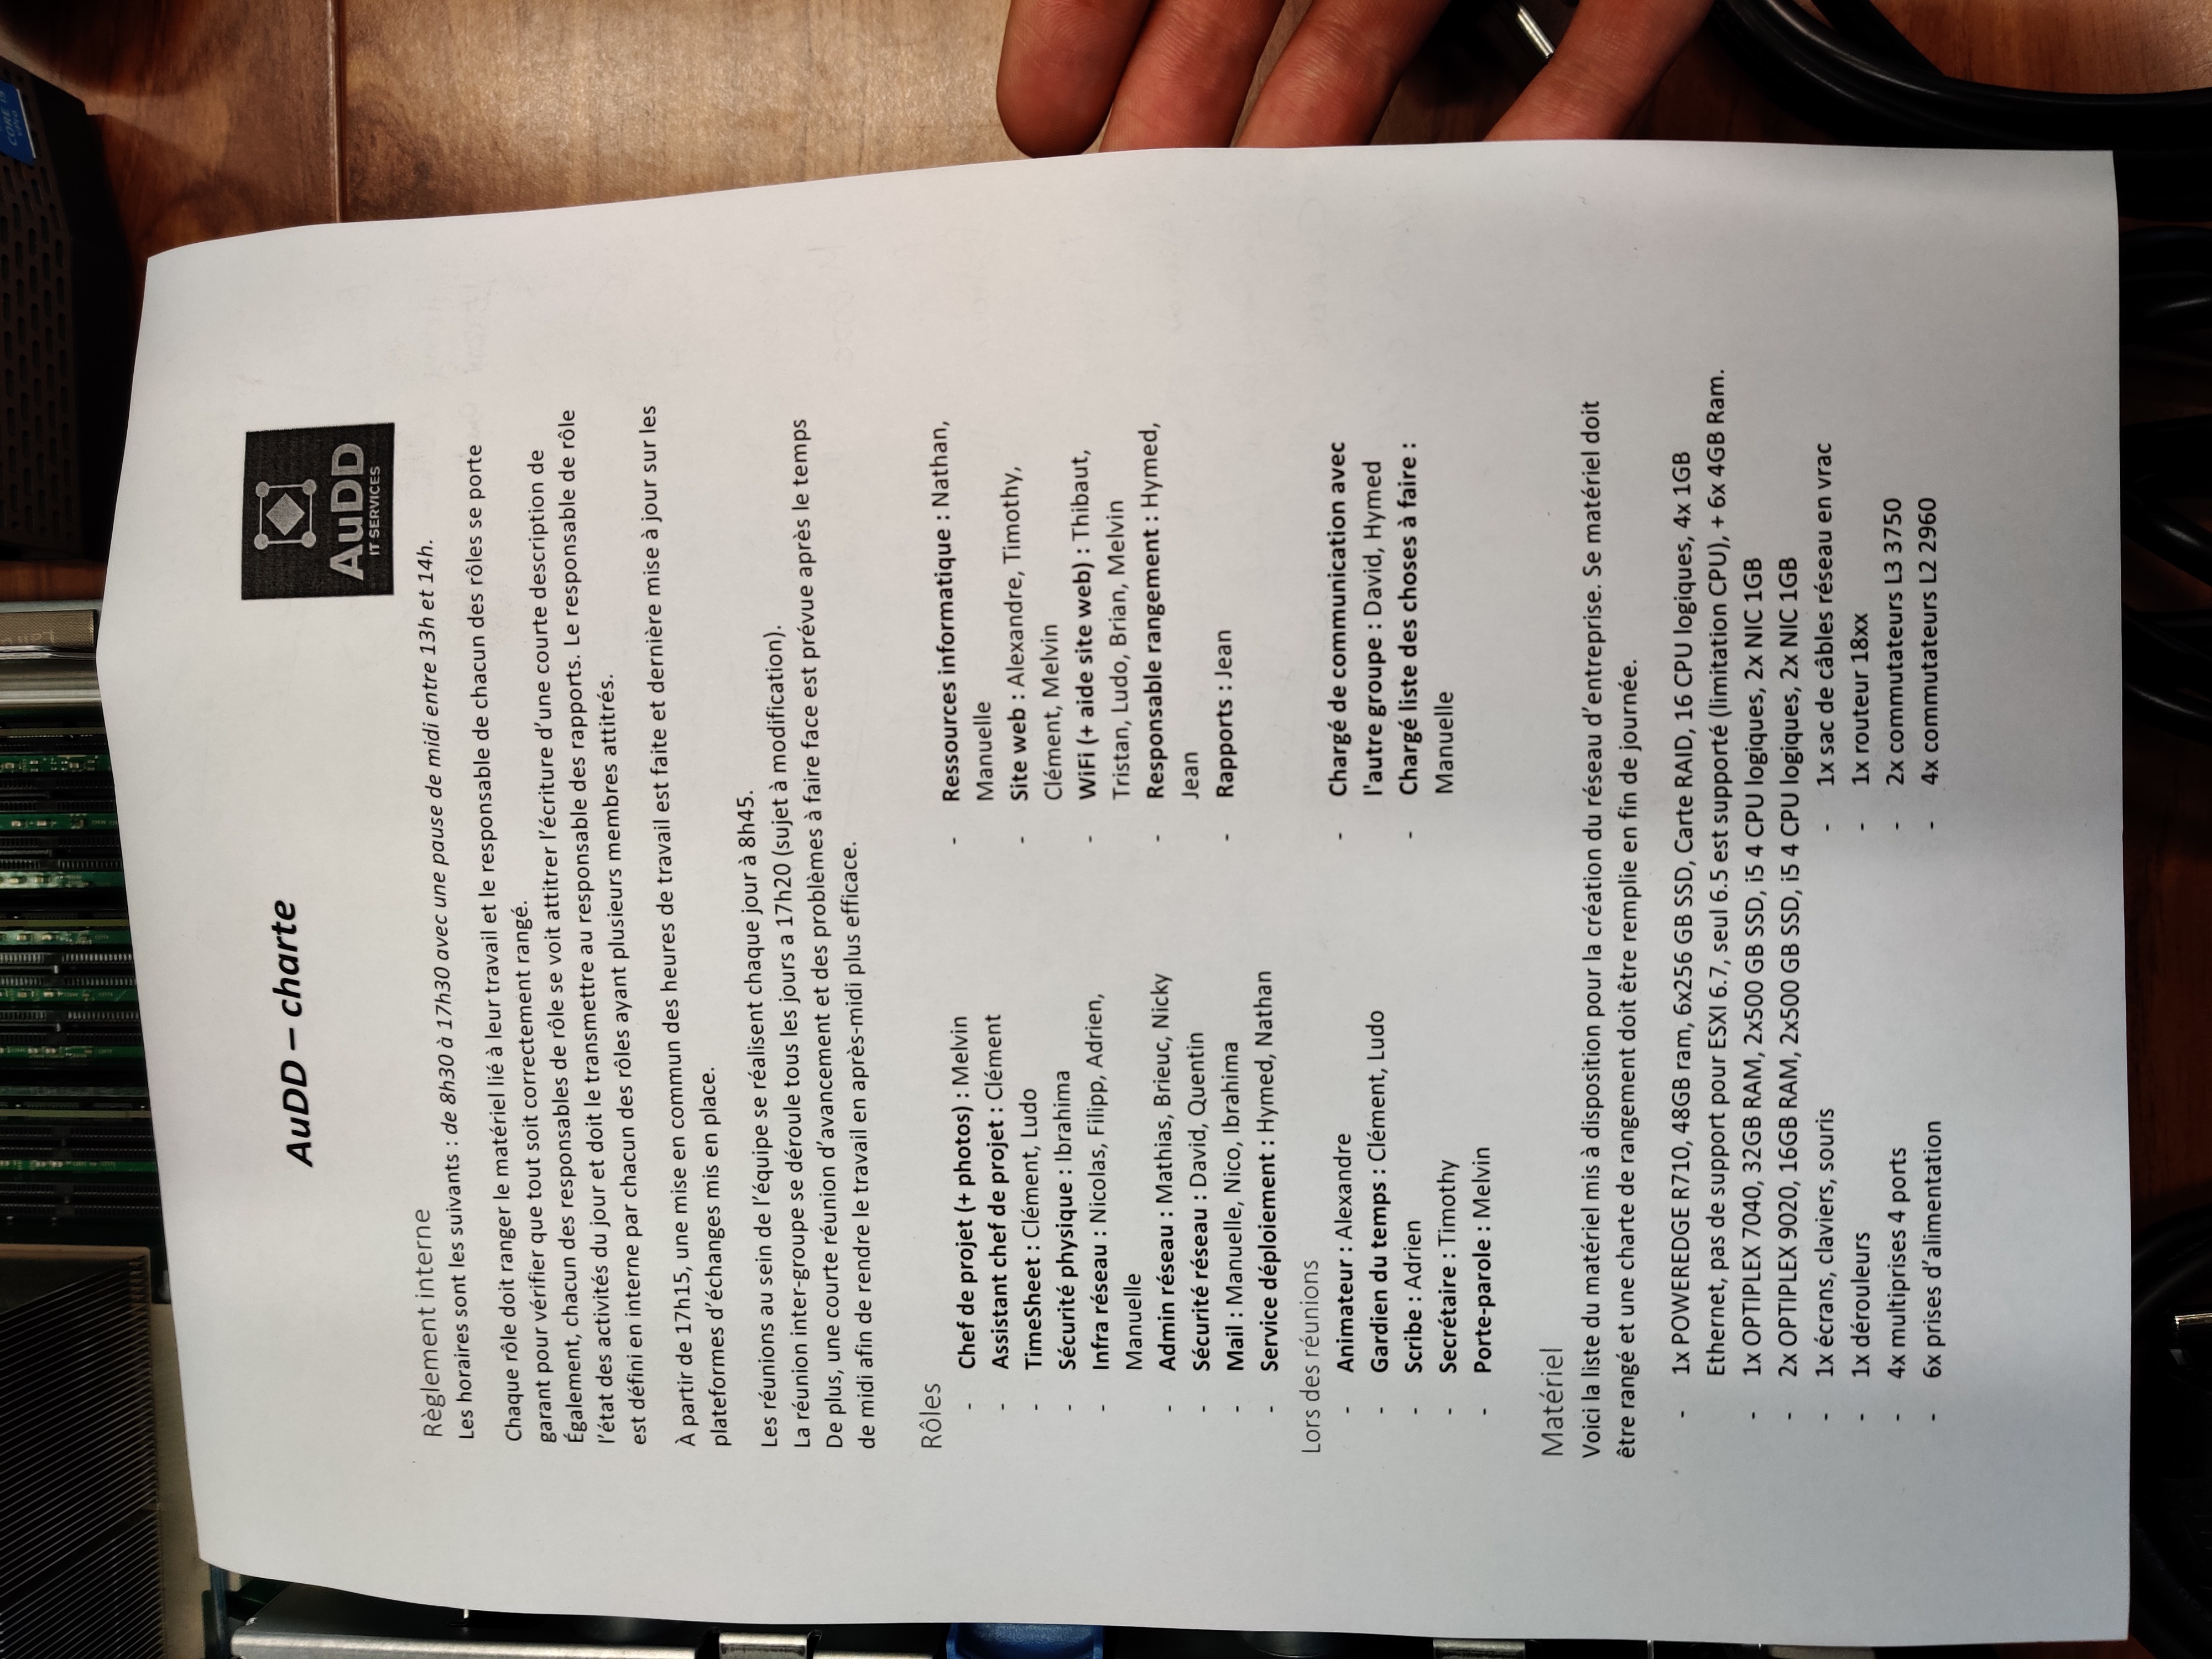 CORE i5
vPro
AuDD – charte
AuDD
IT SERVICES
Règlement interne
Les horaires sont les suivants : de 8h30 à 17h30 avec une pause de midi entre 13h et 14h.
Chaque rôle doit ranger le matériel lié à leur travail et le responsable de chacun des rôles se porte
garant pour vérifier que tout soit correctement rangé.
Également, chacun des responsables de rôle se voit attitrer l’écriture d’une courte description de
l’état des activités du jour et doit le transmettre au responsable des rapports. Le responsable de rôle
est défini en interne par chacun des rôles ayant plusieurs membres attitrés.
À partir de 17h15, une mise en commun des heures de travail est faite et dernière mise à jour sur les
plateformes d’échanges mis en place.
Les réunions au sein de l’équipe se réalisent chaque jour à 8h45.
La réunion inter-groupe se déroule tous les jours a 17h20 (sujet à modification).
De plus, une courte réunion d’avancement et des problèmes à faire face est prévue après le temps
de midi afin de rendre le travail en après-midi plus efficace.
Rôles
- Chef de projet (+ photos) : Melvin
- Assistant chef de projet : Clément
- TimeSheet : Clément, Ludo
- Sécurité physique : Ibrahima
- Infra réseau : Nicolas, Filipp, Adrien,
Manuelle
- Admin réseau : Mathias, Brieuc, Nicky
- Sécurité réseau : David, Quentin
- Mail : Manuelle, Nico, Ibrahima
- Service déploiement : Hymed, Nathan
- Ressources informatique : Nathan,
Manuelle
- Site web : Alexandre, Timothy,
Clément, Melvin
- WiFi (+ aide site web) : Thibaut,
Tristan, Ludo, Brian, Melvin
- Responsable rangement : Hymed,
Jean
- Rapports : Jean
Lors des réunions
- Animateur : Alexandre
- Gardien du temps : Clément, Ludo
- Scribe : Adrien
- Secrétaire : Timothy
- Porte-parole : Melvin
- Chargé de communication avec
l'autre groupe : David, Hymed
- Chargé liste des choses à faire :
Manuelle
Matériel
Voici la liste du matériel mis à disposition pour la création du réseau d’entreprise. Se matériel doit
être rangé et une charte de rangement doit être remplie en fin de journée.
- 1x POWEREDGE R710, 48GB ram, 6x256 GB SSD, Carte RAID, 16 CPU logiques, 4x 1GB
Ethernet, pas de support pour ESXI 6.7, seul 6.5 est supporté (limitation CPU), + 6x 4GB Ram.
- 1x OPTIPLEX 7040, 32GB RAM, 2x500 GB SSD, i5 4 CPU logiques, 2x NIC 1GB
- 2x OPTIPLEX 9020, 16GB RAM, 2x500 GB SSD, i5 4 CPU logiques, 2x NIC 1GB
- 1x écrans, claviers, souris
- 1x dérouleurs
- 4x multiprises 4 ports
- 6x prises d’alimentation
- 1x sac de câbles réseau en vrac
- 1x routeur 18xx
- 2x commutateurs L3 3750
- 4x commutateurs L2 2960